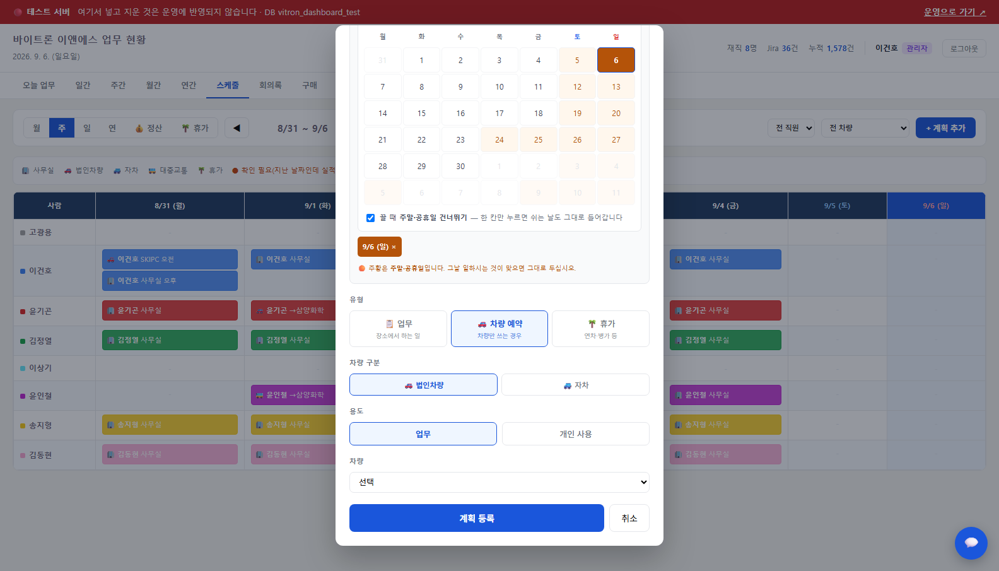 테스트 서버 여기서 넣고 지운 것은 운영에 반영되지 않습니다 · DB vitron_dashboard_test 운영으로 가기 ↗
바이트론 이앤에스 업무 현황
2026. 9. 6. (일요일)
재직 8명 Jira 36건 누적 1,578건 이건호 관리자 로그아웃
오늘 업무 일간 주간 월간 연간 스케줄 회의록 구매
월 주 일 연 정산 휴가 ◀ 8/31 ~ 9/6 전 직원 전 차량 + 계획 추가
사무실 법인차량 자차 대중교통 휴가 확인 필요(지난 날짜인데 실적
사람 8/31 (월) 9/1 (화) 9/4 (금) 9/5 (토) 9/6 (일)
고광용
이건호 이건호 SKIPC 오전 이건호 사무실 이건호 사무실
이건호 사무실 오후
윤기곤 윤기곤 사무실 윤기곤 →삼양화학 윤기곤 사무실
김정열 김정열 사무실 김정열 사무실 김정열 사무실
이상기
윤인철 윤인철 →삼양화학 윤인철 사무실
송지형 송지형 사무실 송지형 사무실 송지형 사무실
김동현 김동현 사무실 김동현 사무실 김동현 사무실
월 화 수 목 금 토 일
31 1 2 3 4 5 6
7 8 9 10 11 12 13
14 15 16 17 18 19 20
21 22 23 24 25 26 27
28 29 30 1 2 3 4
5 6 7 8 9 10 11
끌 때 주말·공휴일 건너뛰기 — 한 칸만 누르면 쉬는 날도 그대로 들어갑니다
9/6 (일) ×
주황은 주말·공휴일입니다. 그날 일하시는 것이 맞으면 그대로 두십시오.
유형
업무 차량 예약 휴가
장소에서 하는 일 차량만 쓰는 경우 연차·병가 등
차량 구분
법인차량 자차
용도
업무 개인 사용
차량
선택
계획 등록 취소